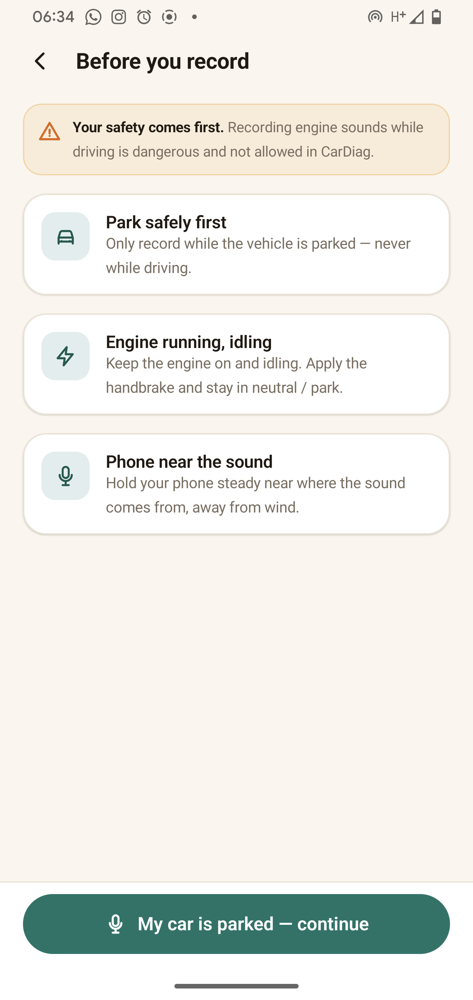 06:34
H+
Before you record
Your safety comes first. Recording engine sounds while
driving is dangerous and not allowed in CarDiag.
Park safely first
Only record while the vehicle is parked — never
while driving.
Engine running, idling
Keep the engine on and idling. Apply the
handbrake and stay in neutral / park.
Phone near the sound
Hold your phone steady near where the sound
comes from, away from wind.
My car is parked — continue